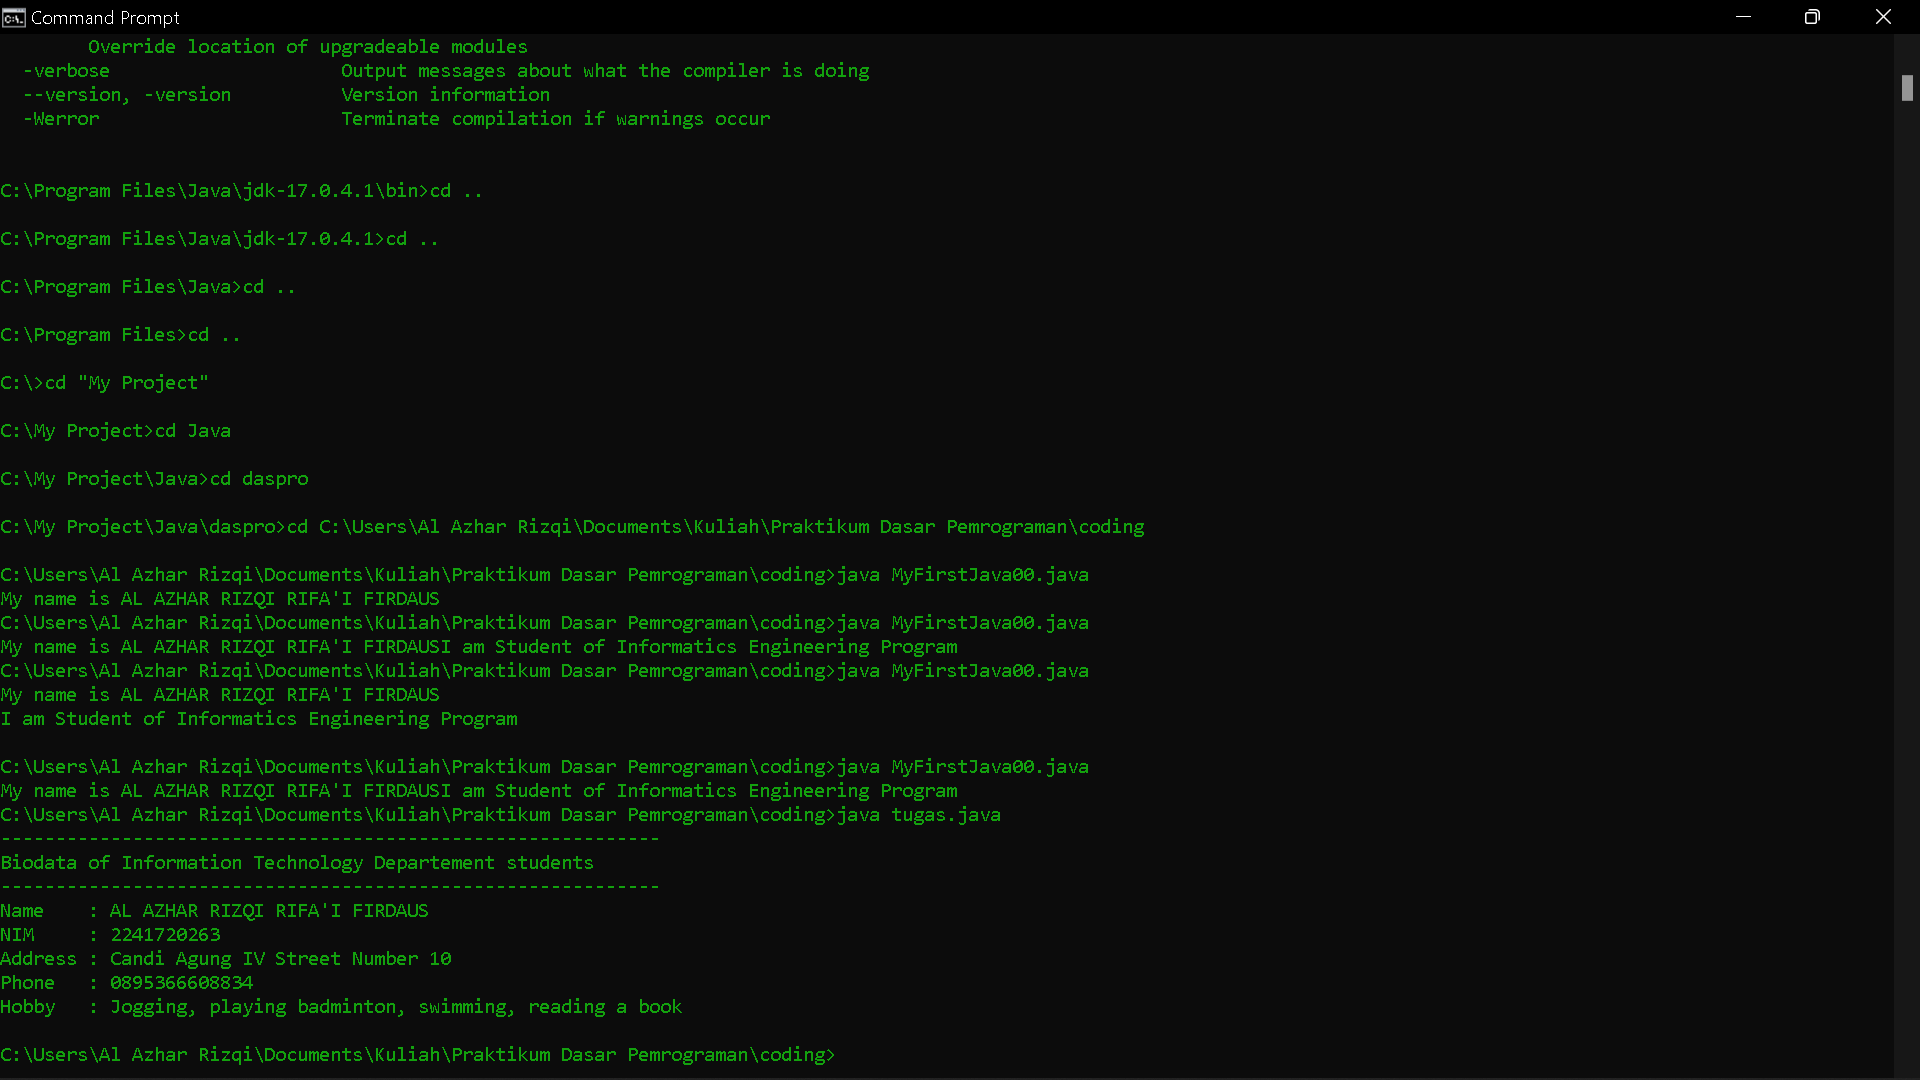 Command Prompt
Override location of upgradeable modules
-verbose Output messages about what the compiler is doing
--version, -version Version information
-Werror Terminate compilation if warnings occur
C:\Program Files\Java\jdk-17.0.4.1\bin>cd ..
C:\Program Files\Java\jdk-17.0.4.1>cd ..
C:\Program Files\Java>cd ..
C:\Program Files>cd ..
C:\>cd "My Project"
C:\My Project>cd Java
C:\My Project\Java>cd daspro
C:\My Project\Java\daspro>cd C:\Users\Al Azhar Rizqi\Documents\Kuliah\Praktikum Dasar Pemrograman\coding
C:\Users\Al Azhar Rizqi\Documents\Kuliah\Praktikum Dasar Pemrograman\coding>java MyFirstJava00.java
My name is AL AZHAR RIZQI RIFA'I FIRDAUS
C:\Users\Al Azhar Rizqi\Documents\Kuliah\Praktikum Dasar Pemrograman\coding>java MyFirstJava00.java
My name is AL AZHAR RIZQI RIFA'I FIRDAUSI am Student of Informatics Engineering Program
C:\Users\Al Azhar Rizqi\Documents\Kuliah\Praktikum Dasar Pemrograman\coding>java MyFirstJava00.java
My name is AL AZHAR RIZQI RIFA'I FIRDAUS
I am Student of Informatics Engineering Program
C:\Users\Al Azhar Rizqi\Documents\Kuliah\Praktikum Dasar Pemrograman\coding>java MyFirstJava00.java
My name is AL AZHAR RIZQI RIFA'I FIRDAUSI am Student of Informatics Engineering Program
C:\Users\Al Azhar Rizqi\Documents\Kuliah\Praktikum Dasar Pemrograman\coding>java tugas.java
------------------------------------------------------------
Biodata of Information Technology Departement students
------------------------------------------------------------
Name : AL AZHAR RIZQI RIFA'I FIRDAUS
NIM : 2241720263
Address : Candi Agung IV Street Number 10
Phone : 0895366608834
Hobby : Jogging, playing badminton, swimming, reading a book
C:\Users\Al Azhar Rizqi\Documents\Kuliah\Praktikum Dasar Pemrograman\coding>